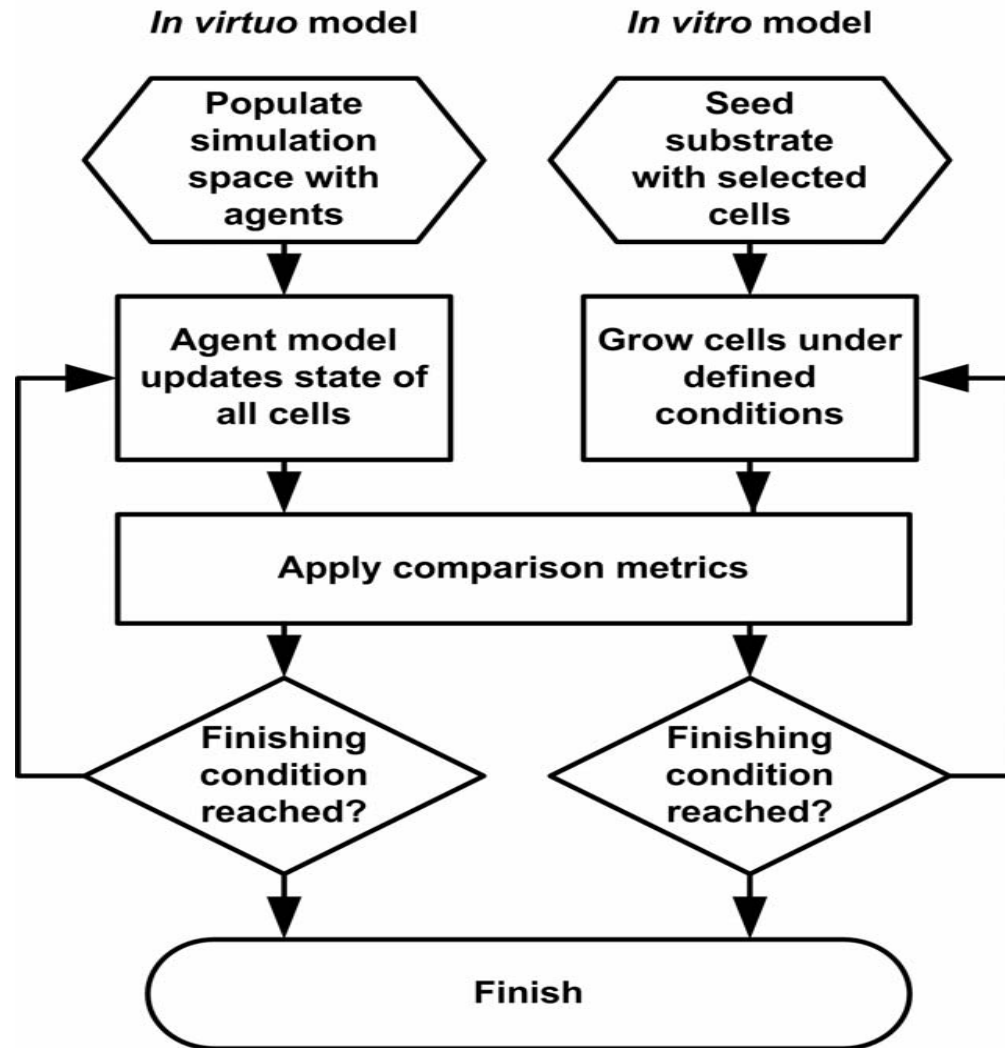 In virtuo model
In vitro model
Populate
simulation
space with
agents
Seed
substrate
with selected
cells
Agent model
updates state of
all cells
Grow cells under
defined
conditions
Apply comparison metrics
Finishing
condition
reached?
Finishing
condition
reached?
Finish